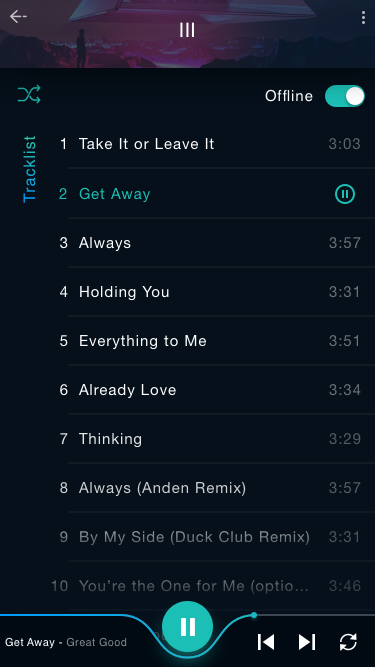 III
Offline
Tracklist
1 Take It or Leave It 3:03
2 Get Away
3 Always 3:57
4 Holding You 3:31
5 Everything to Me 3:51
6 Already Love 3:34
7 Thinking 3:29
8 Always (Anden Remix) 3:57
9 By My Side (Duck Club Remix) 3:31
10 You’re the One for Me (optio... 3:46
Get Away - Great Good